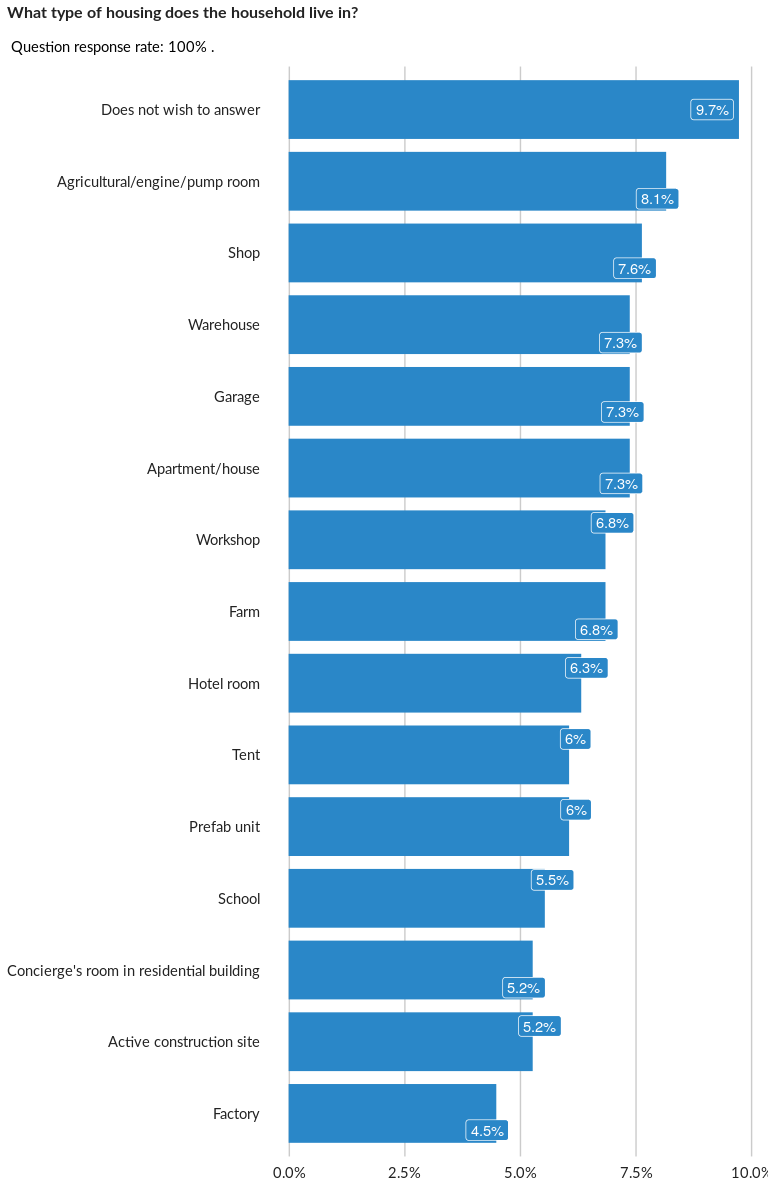 What type of housing does the household live in?
Question response rate: 100% .
Does not wish to answer 9.7%
Agricultural/engine/pump room 8.1%
Shop 7.6%
Warehouse 7.3%
Garage 7.3%
Apartment/house 7.3%
Workshop 6.8%
Farm 6.8%
Hotel room 6.3%
Tent 6%
Prefab unit 6%
School 5.5%
Concierge's room in residential building 5.2%
Active construction site 5.2%
Factory 4.5%
0.0% 2.5% 5.0% 7.5% 10.0%